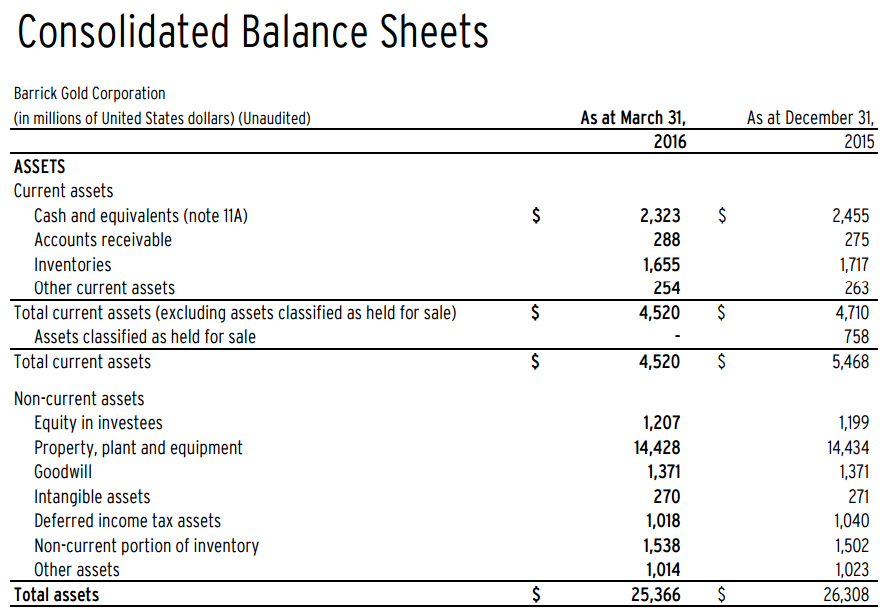 Consolidated Balance Sheets
Barrick Gold Corporation
(in millions of United States dollars) (Unaudited) As at March 31, As at December 31,
2016 2015
ASSETS
Current assets
Cash and equivalents (note 11A) $ 2,323 $ 2,455
Accounts receivable 288 275
Inventories 1,655 1,717
Other current assets 254 263
Total current assets (excluding assets classified as held for sale) $ 4,520 $ 4,710
Assets classified as held for sale - 758
Total current assets $ 4,520 $ 5,468
Non-current assets
Equity in investees 1,207 1,199
Property, plant and equipment 14,428 14,434
Goodwill 1,371 1,371
Intangible assets 270 271
Deferred income tax assets 1,018 1,040
Non-current portion of inventory 1,538 1,502
Other assets 1,014 1,023
Total assets $ 25,366 $ 26,308